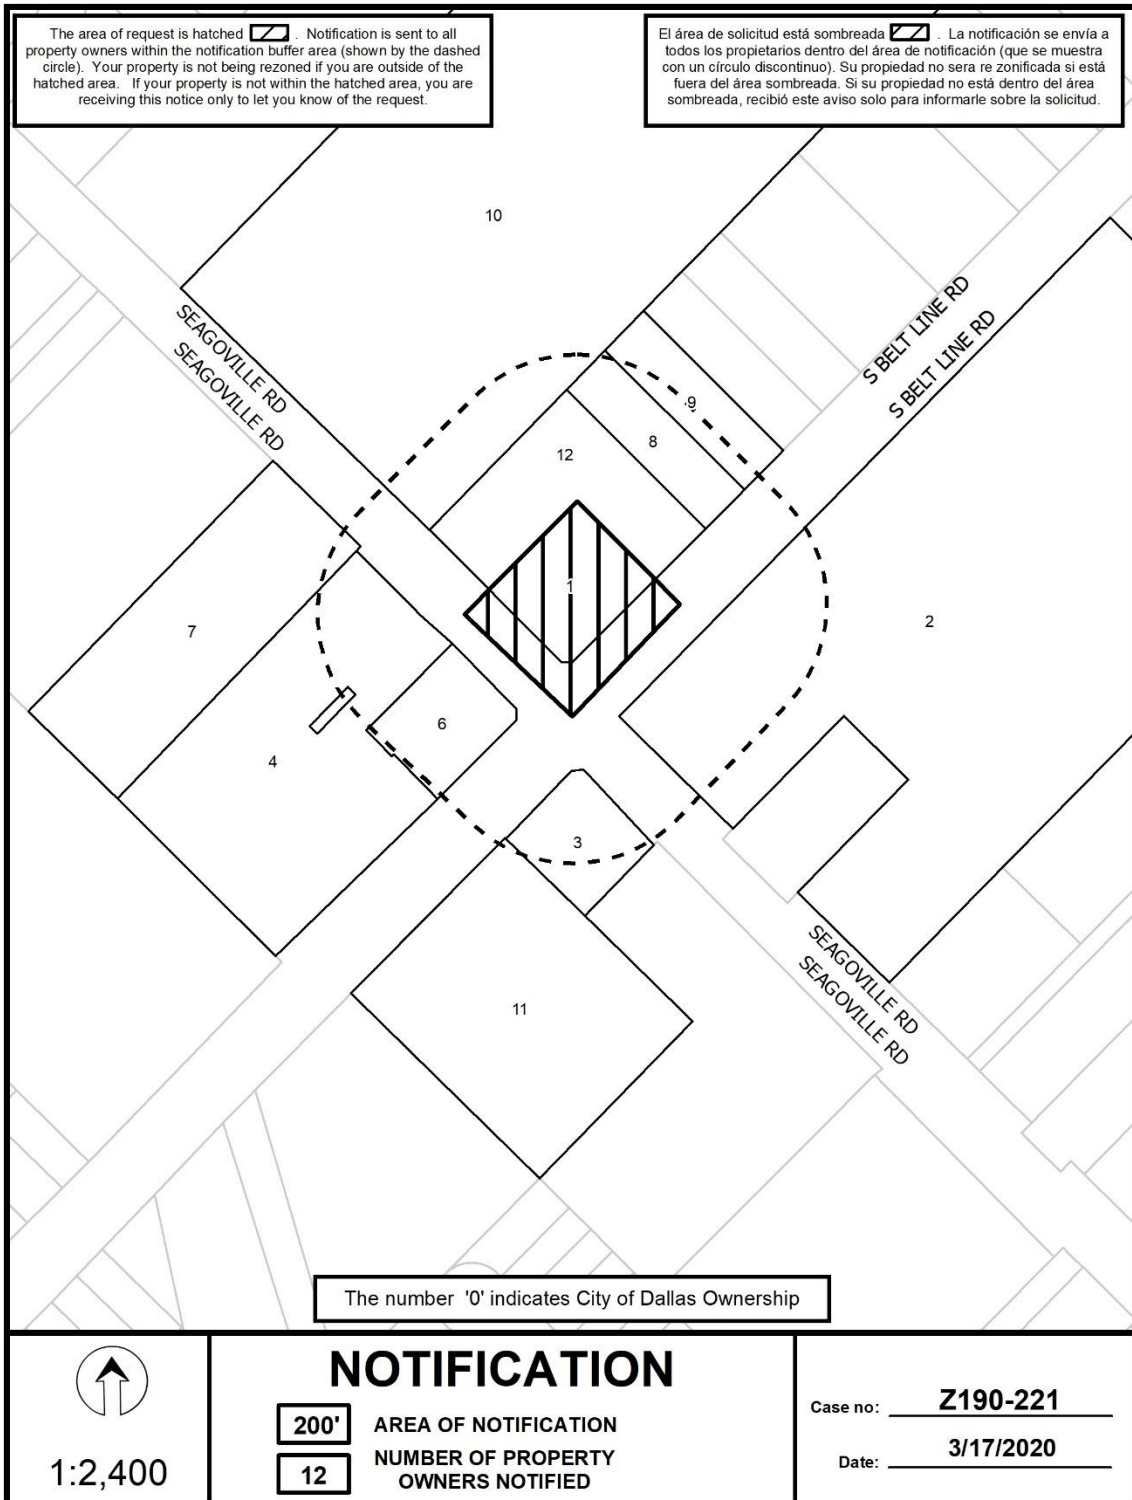 The area of request is hatched . Notification is sent to all
property owners within the notification buffer area (shown by the dashed
circle). Your property is not being rezoned if you are outside of the
hatched area. If your property is not within the hatched area, you are
receiving this notice only to let you know of the request.
El área de solicitud está sombreada . La notificación se envía a
todos los propietarios dentro del área de notificación (que se muestra
con un círculo discontinuo). Su propiedad no sera re zonificada si está
fuera del área sombreada. Si su propiedad no está dentro del área
sombreada, recibió este aviso solo para informarle sobre la solicitud.
10
SEAGOVILLE RD
SEAGOVILLE RD
S BELT LINE RD
S BELT LINE RD
9
8
12
1
2
7
6
4
3
11
SEAGOVILLE RD
SEAGOVILLE RD
The number '0' indicates City of Dallas Ownership
1:2,400
NOTIFICATION
200' AREA OF NOTIFICATION
12 NUMBER OF PROPERTY
OWNERS NOTIFIED
Case no: Z190-221
Date: 3/17/2020